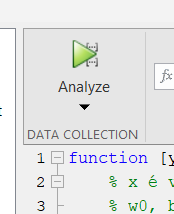 Analyze
fx
DATA COLLECTION
1 function [y
2 % x é v
3 % w0, b